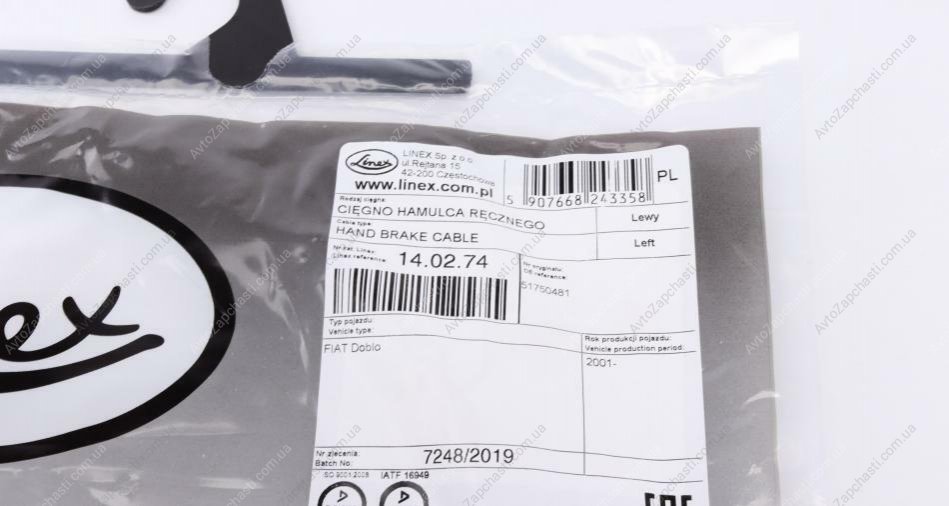 Linex
LINEX Sp. z o.o.
ul.Rejtana 15
42-200 Częstochowa
www.linex.com.pl
5 907668 243358
PL
Rodzaj cięgna:
CIĘGNO HAMULCA RĘCZNEGO
Lewy
Cable type:
HAND BRAKE CABLE
Left
Nr kat. Linex:
Linex reference:
14.02.74
Nr oryginału:
OE reference:
51750481
Typ pojazdu:
Vehicle type:
FIAT Doblo
Rok produkcji pojazdu:
Vehicle production period:
2001-
Nr zlecenia:
Batch No:
7248/2019
ISO 9001:2008
IATF 16949
EAC
nex
AvtoZapchasti.com.ua